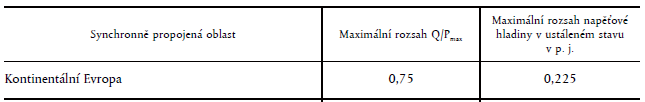 Synchronně propojená oblast
Maximální rozsah Q/Pmax
Maximální rozsah napěťové
hladiny v ustáleném stavu
v p. j.
Kontinentální Evropa
0,75
0,225